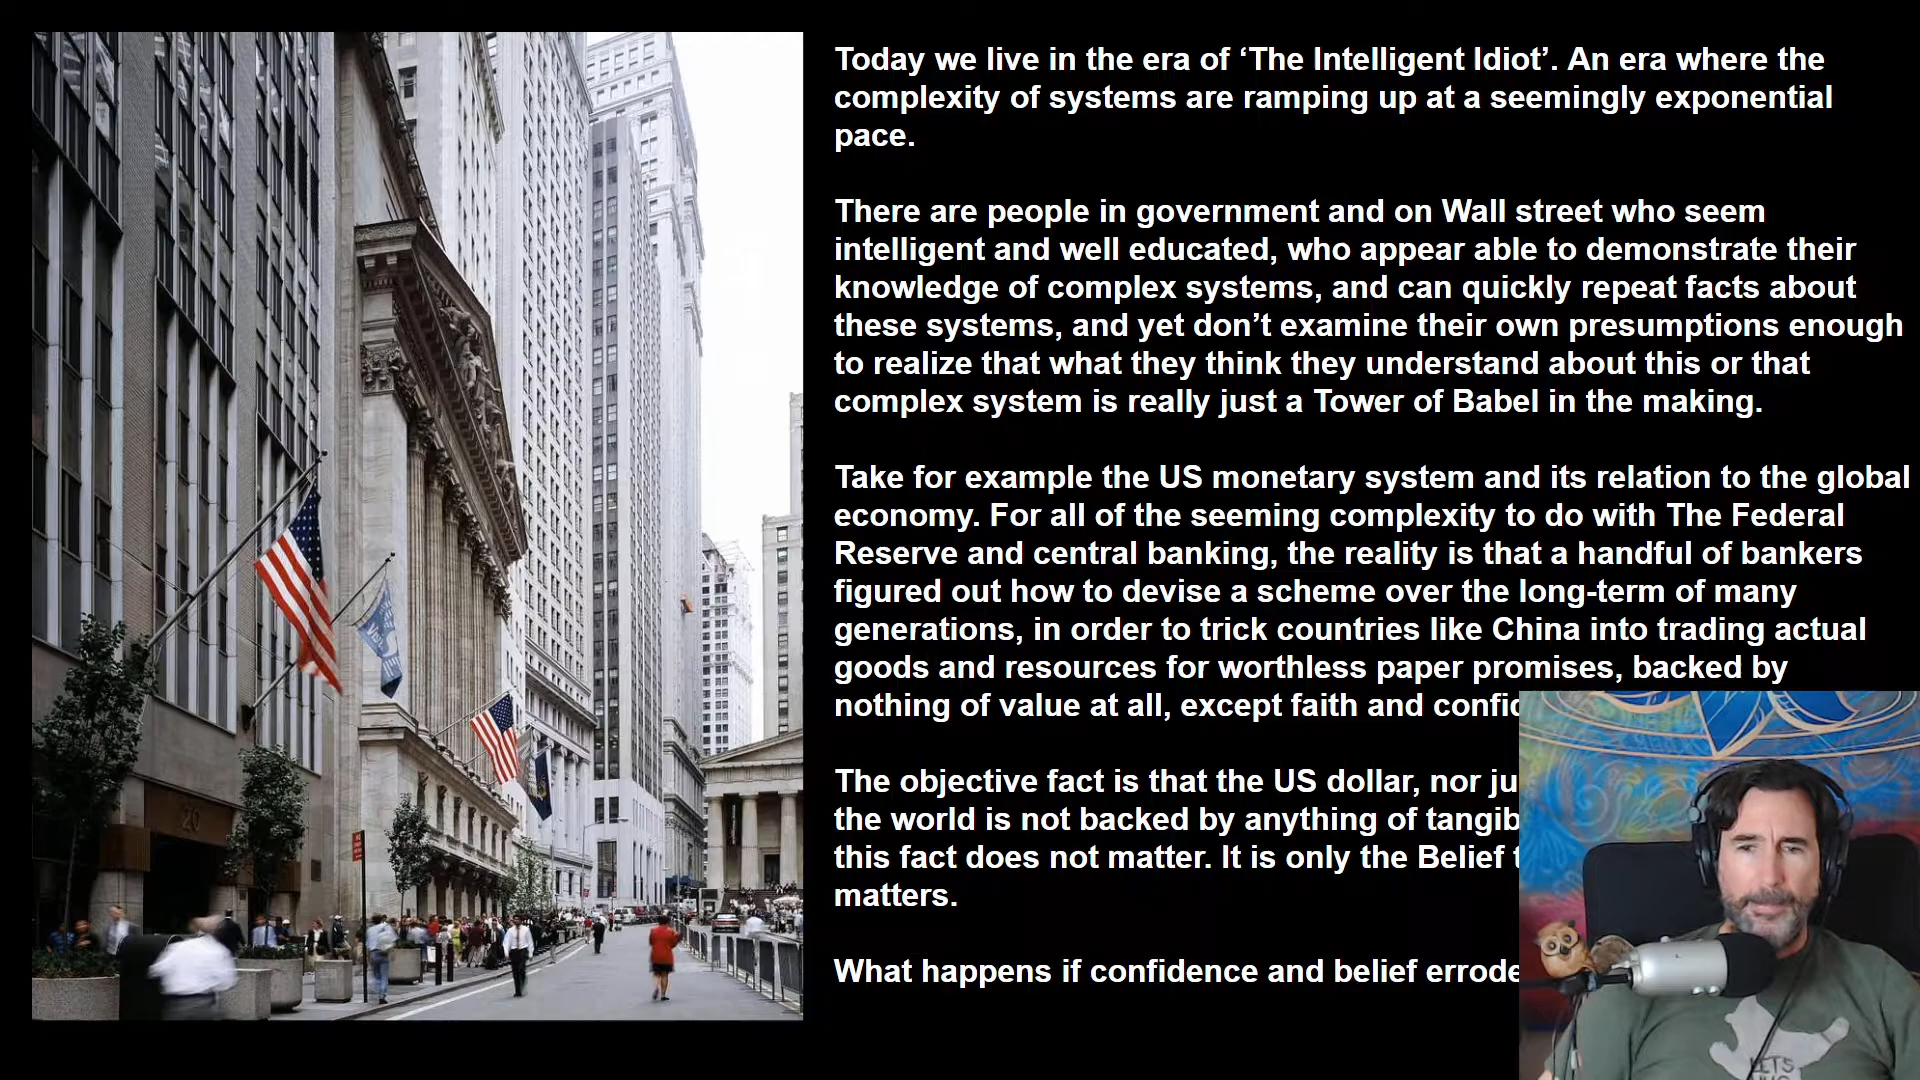 Today we live in the era of ‘The Intelligent Idiot’. An era where the
complexity of systems are ramping up at a seemingly exponential
pace.
There are people in government and on Wall street who seem
intelligent and well educated, who appear able to demonstrate their
knowledge of complex systems, and can quickly repeat facts about
these systems, and yet don’t examine their own presumptions enough
to realize that what they think they understand about this or that
complex system is really just a Tower of Babel in the making.
Take for example the US monetary system and its relation to the global
economy. For all of the seeming complexity to do with The Federal
Reserve and central banking, the reality is that a handful of bankers
figured out how to devise a scheme over the long-term of many
generations, in order to trick countries like China into trading actual
goods and resources for worthless paper promises, backed by
nothing of value at all, except faith and confid
The objective fact is that the US dollar, nor ju
the world is not backed by anything of tangib
this fact does not matter. It is only the Belief t
matters.
What happens if confidence and belief errode
20
LETS